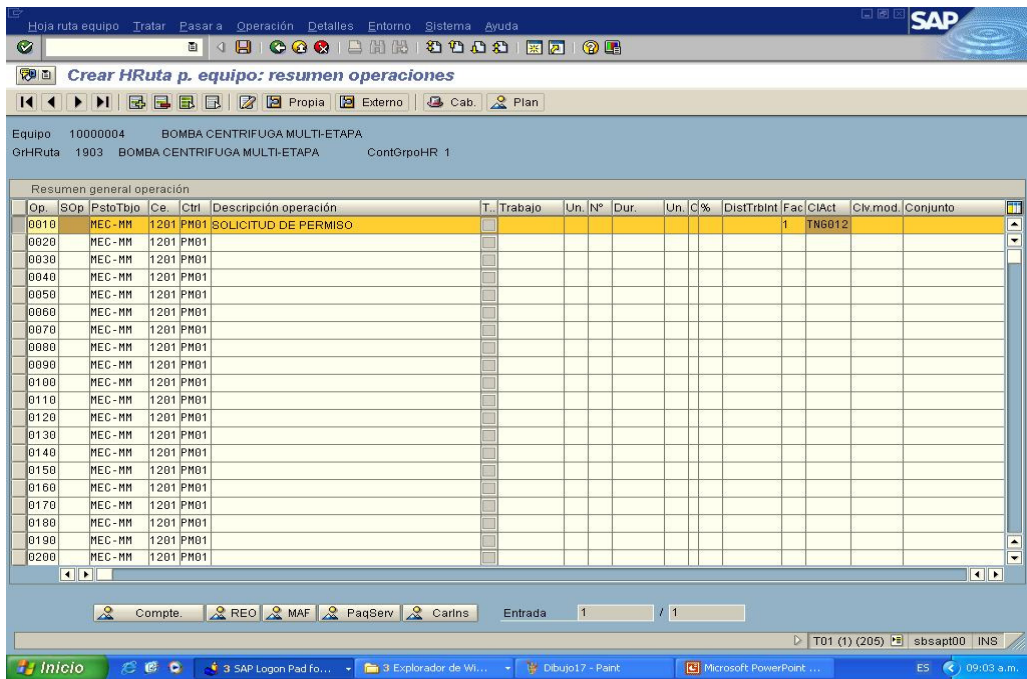 Hoja ruta equipo Tratar Pasar a Operación Detalles Entorno Sistema Ayuda
SAP
Crear HRuta p. equipo: resumen operaciones
Propia Externo Cab. Plan
Equipo 10000004 BOMBA CENTRIFUGA MULTI-ETAPA
GrHRuta 1903 BOMBA CENTRIFUGA MULTI-ETAPA ContGrpoHR 1
Resumen general operación
Op. SOp PstoTbjo Ce. Ctrl Descripción operación T.. Trabajo Un. Nº Dur. Un. C % DistTrbInt Fac ClAct Clv.mod. Conjunto
0010 MEC-MM 1201 PM01 SOLICITUD DE PERMISO 1 TNG012
0020 MEC-MM 1201 PM01
0030 MEC-MM 1201 PM01
0040 MEC-MM 1201 PM01
0050 MEC-MM 1201 PM01
0060 MEC-MM 1201 PM01
0070 MEC-MM 1201 PM01
0080 MEC-MM 1201 PM01
0090 MEC-MM 1201 PM01
0100 MEC-MM 1201 PM01
0110 MEC-MM 1201 PM01
0120 MEC-MM 1201 PM01
0130 MEC-MM 1201 PM01
0140 MEC-MM 1201 PM01
0150 MEC-MM 1201 PM01
0160 MEC-MM 1201 PM01
0170 MEC-MM 1201 PM01
0180 MEC-MM 1201 PM01
0190 MEC-MM 1201 PM01
0200 MEC-MM 1201 PM01
Compte. REO MAF PaqServ CarIns Entrada 1 / 1
T01 (1) (205) sbsapt00 INS
Inicio 3 SAP Logon Pad fo... 3 Explorador de Wi... Dibujo17 - Paint Microsoft PowerPoint ... ES 09:03 a.m.